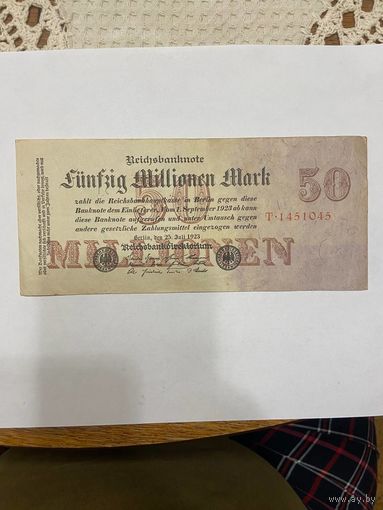 Reichsbanknote
50
Fünfzig Millionen Mark
50
zahlt die Reichsbankhauptkasse in Berlin gegen diese
Banknote dem Einlieferer. Vom 1. September 1923 ab kann
diese Banknote aufgerufen und unter Umtausch gegen
andere gesetzliche Zahlungsmittel eingezogen werden
T·1451045
Berlin, den 25. Juli 1923
Reichsbankdirektorium
MILLIONEN
ay.by